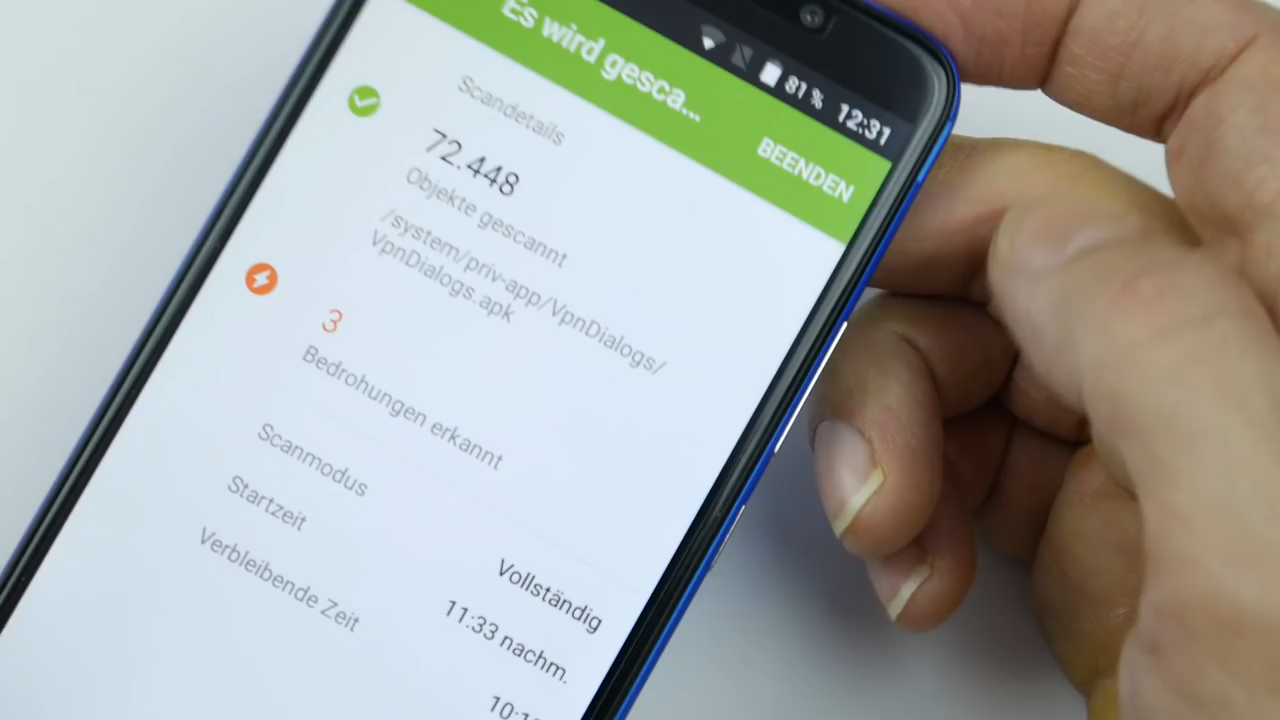 81 % 12:31
Es wird gesca... BEENDEN
Scandetails
72.448
Objekte gescannt
/system/priv-app/VpnDialogs/
VpnDialogs.apk
3
Bedrohungen erkannt
Scanmodus Vollständig
Startzeit 11:33 nachm.
Verbleibende Zeit